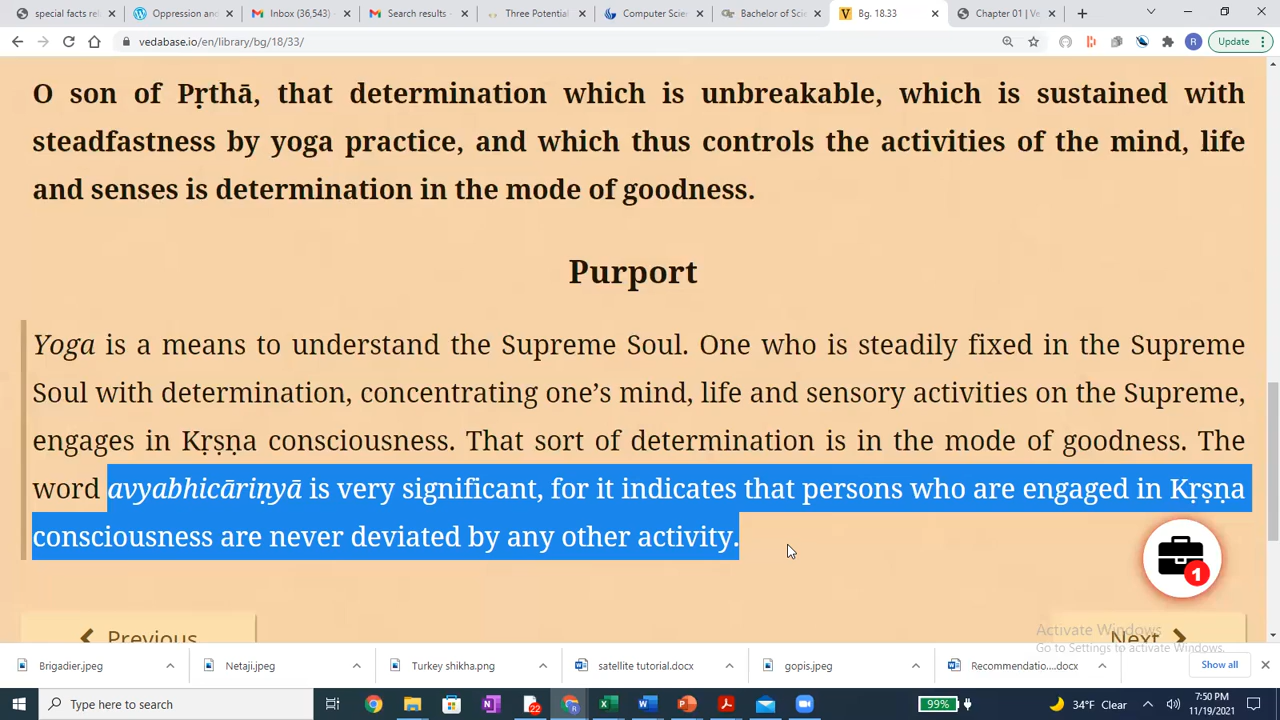 special facts rel
Oppression and
Inbox (36,543)
Search results -
Three Potential
Computer Scie
Bachelor of Scie
Bg. 18.33
Chapter 01 | Ve
vedabase.io/en/library/bg/18/33/
R
Update
O son of Pṛthā, that determination which is unbreakable, which is sustained with
steadfastness by yoga practice, and which thus controls the activities of the mind, life
and senses is determination in the mode of goodness.
Purport
Yoga is a means to understand the Supreme Soul. One who is steadily fixed in the Supreme
Soul with determination, concentrating one's mind, life and sensory activities on the Supreme,
engages in Kṛṣṇa consciousness. That sort of determination is in the mode of goodness. The
word avyabhicāriṇyā is very significant, for it indicates that persons who are engaged in Kṛṣṇa
consciousness are never deviated by any other activity.
1
Previous
Next
Activate Windows
Go to Settings to activate Windows.
Brigadier.jpeg
Netaji.jpeg
Turkey shikha.png
satellite tutorial.docx
gopis.jpeg
Recommendatio....docx
Show all
Type here to search
22
99%
34°F Clear
7:50 PM
11/19/2021